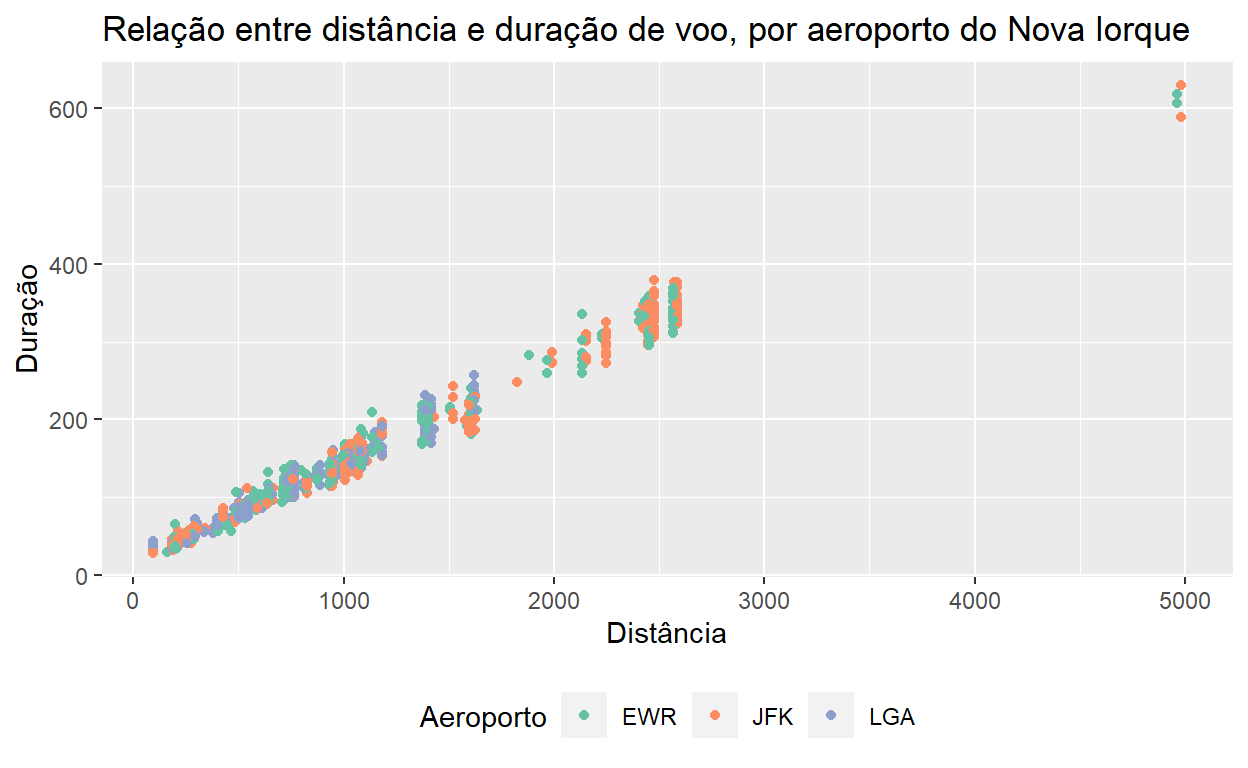 Relação entre distância e duração de voo, por aeroporto do Nova Iorque
600
400
200
0
Duração
0 1000 2000 3000 4000 5000
Distância
Aeroporto EWR JFK LGA